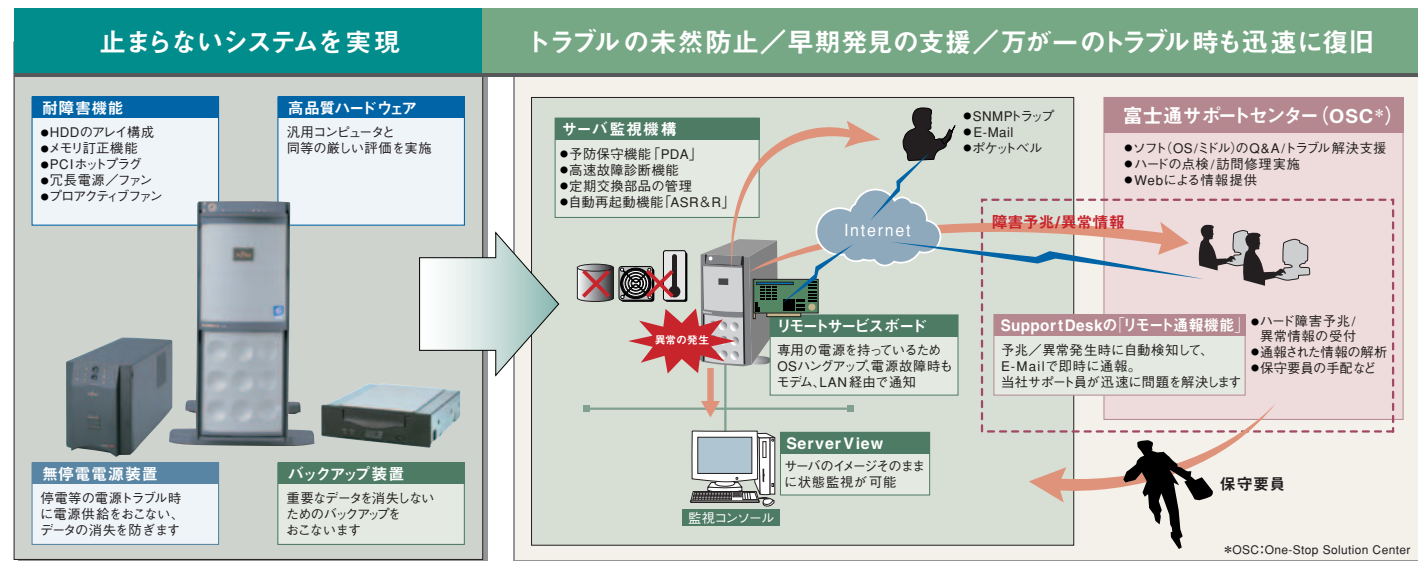 止まらないシステムを実現
トラブルの未然防止／早期発見の支援／万が一のトラブル時も迅速に復旧
耐障害機能
●HDDのアレイ構成
●メモリ訂正機能
●PCIホットプラグ
●冗長電源／ファン
●プロアクティブファン
高品質ハードウェア
汎用コンピュータと
同等の厳しい評価を実施
無停電電源装置
停電等の電源トラブル時
に電源供給をおこない、
データの消失を防ぎます
バックアップ装置
重要なデータを消失しない
ためのバックアップを
おこないます
サーバ監視機構
●予防保守機能「PDA」
●高速故障診断機能
●定期交換部品の管理
●自動再起動機能「ASR&R」
●SNMPトラップ
●E-Mail
●ポケットベル
Internet
障害予兆/異常情報
異常の発生
リモートサービスボード
専用の電源を持っているため
OSハングアップ、電源故障時も
モデム、LAN経由で通知
ServerView
サーバのイメージそのまま
に状態監視が可能
監視コンソール
富士通サポートセンター（OSC*）
●ソフト（OS/ミドル）のQ&A/トラブル解決支援
●ハードの点検/訪問修理実施
●Webによる情報提供
SupportDeskの「リモート通報機能」
予兆／異常発生時に自動検知して、
E-Mailで即時に通報。
当社サポート員が迅速に問題を解決します
●ハード障害予兆/
異常情報の受付
●通報された情報の解析
●保守要員の手配など
保守要員
*OSC：One-Stop Solution Center